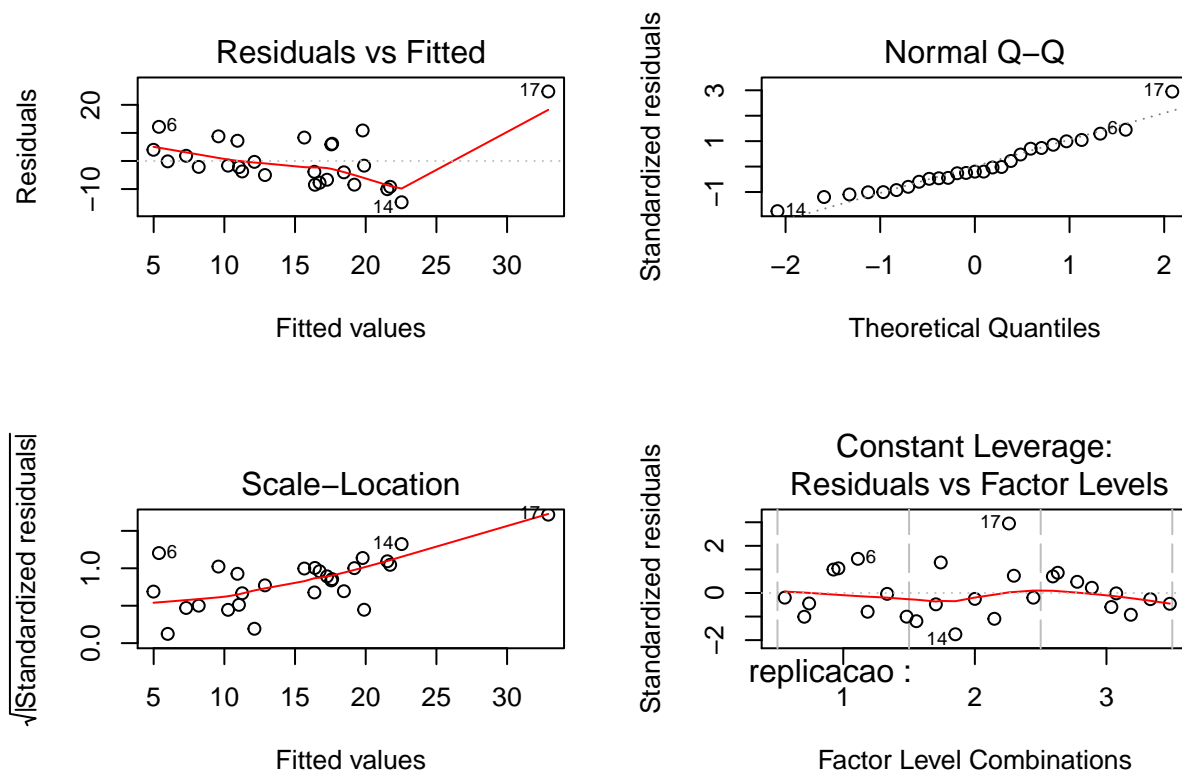 Residuals vs Fitted
Residuals
20
−10
6
14
17
5 10 15 20 25 30
Fitted values
Normal Q−Q
Standardized residuals
3
1
−1
14
6
17
−2 −1 0 1 2
Theoretical Quantiles
Scale−Location
√|Standardized residuals|
1.0
0.0
6
14
17
5 10 15 20 25 30
Fitted values
Constant Leverage:
Residuals vs Factor Levels
Standardized residuals
2
0
−2
6
14
17
replicacao :
1 2 3
Factor Level Combinations